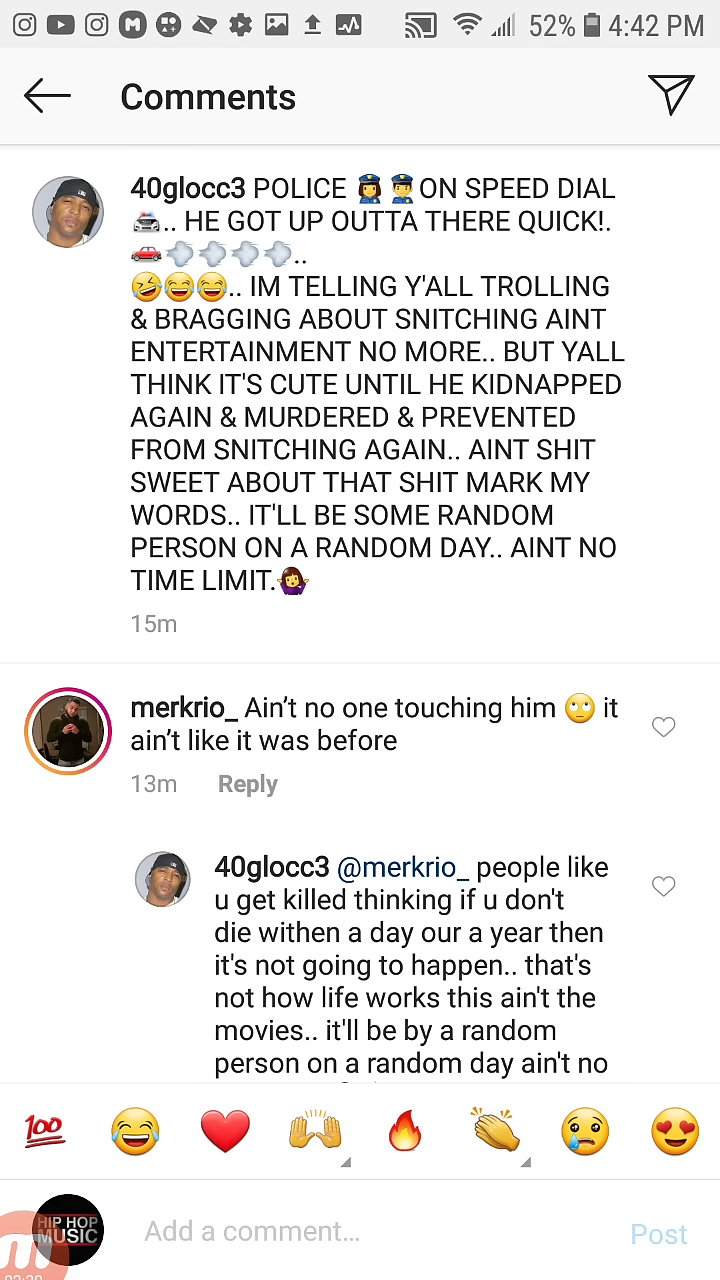 52% 4:42 PM
Comments
40glocc3 POLICE 👮‍♀️👮‍♂️ON SPEED DIAL
🚔.. HE GOT UP OUTTA THERE QUICK!.
🚗💨💨💨💨..
🤣😂😂.. IM TELLING Y'ALL TROLLING
& BRAGGING ABOUT SNITCHING AINT
ENTERTAINMENT NO MORE.. BUT YALL
THINK IT'S CUTE UNTIL HE KIDNAPPED
AGAIN & MURDERED & PREVENTED
FROM SNITCHING AGAIN.. AINT SHIT
SWEET ABOUT THAT SHIT MARK MY
WORDS.. IT'LL BE SOME RANDOM
PERSON ON A RANDOM DAY.. AINT NO
TIME LIMIT.🤷‍♀️
15m
merkrio_ Ain’t no one touching him 🙄 it
ain’t like it was before
13m Reply
40glocc3 @merkrio_ people like
u get killed thinking if u don't
die withen a day our a year then
it's not going to happen.. that's
not how life works this ain't the
movies.. it'll be by a random
person on a random day ain't no
💯 😂 ❤️ 🙌 🔥 👏 😢 😍
HIP HOP
MUSIC
Add a comment...
Post